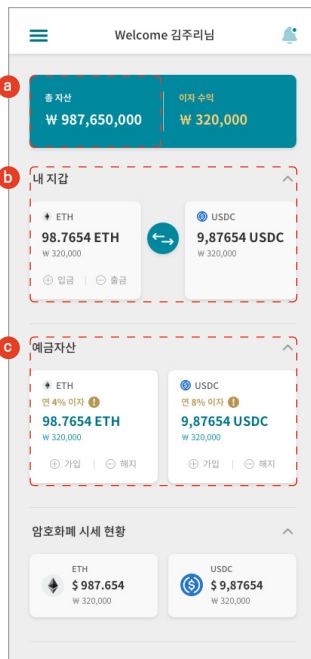 Welcome 김주리님
a
총 자산
이자 수익
₩ 987,650,000
₩ 320,000
b
내 지갑
ETH
98.7654 ETH
₩ 320,000
입금 | 출금
USDC
9,87654 USDC
₩ 320,000
c
예금자산
ETH
연 4% 이자 !
98.7654 ETH
₩ 320,000
가입 | 해지
USDC
연 8% 이자 !
9,87654 USDC
₩ 320,000
가입 | 해지
암호화폐 시세 현황
ETH
$ 987.654
₩ 320,000
USDC
$ 9,87654
₩ 320,000